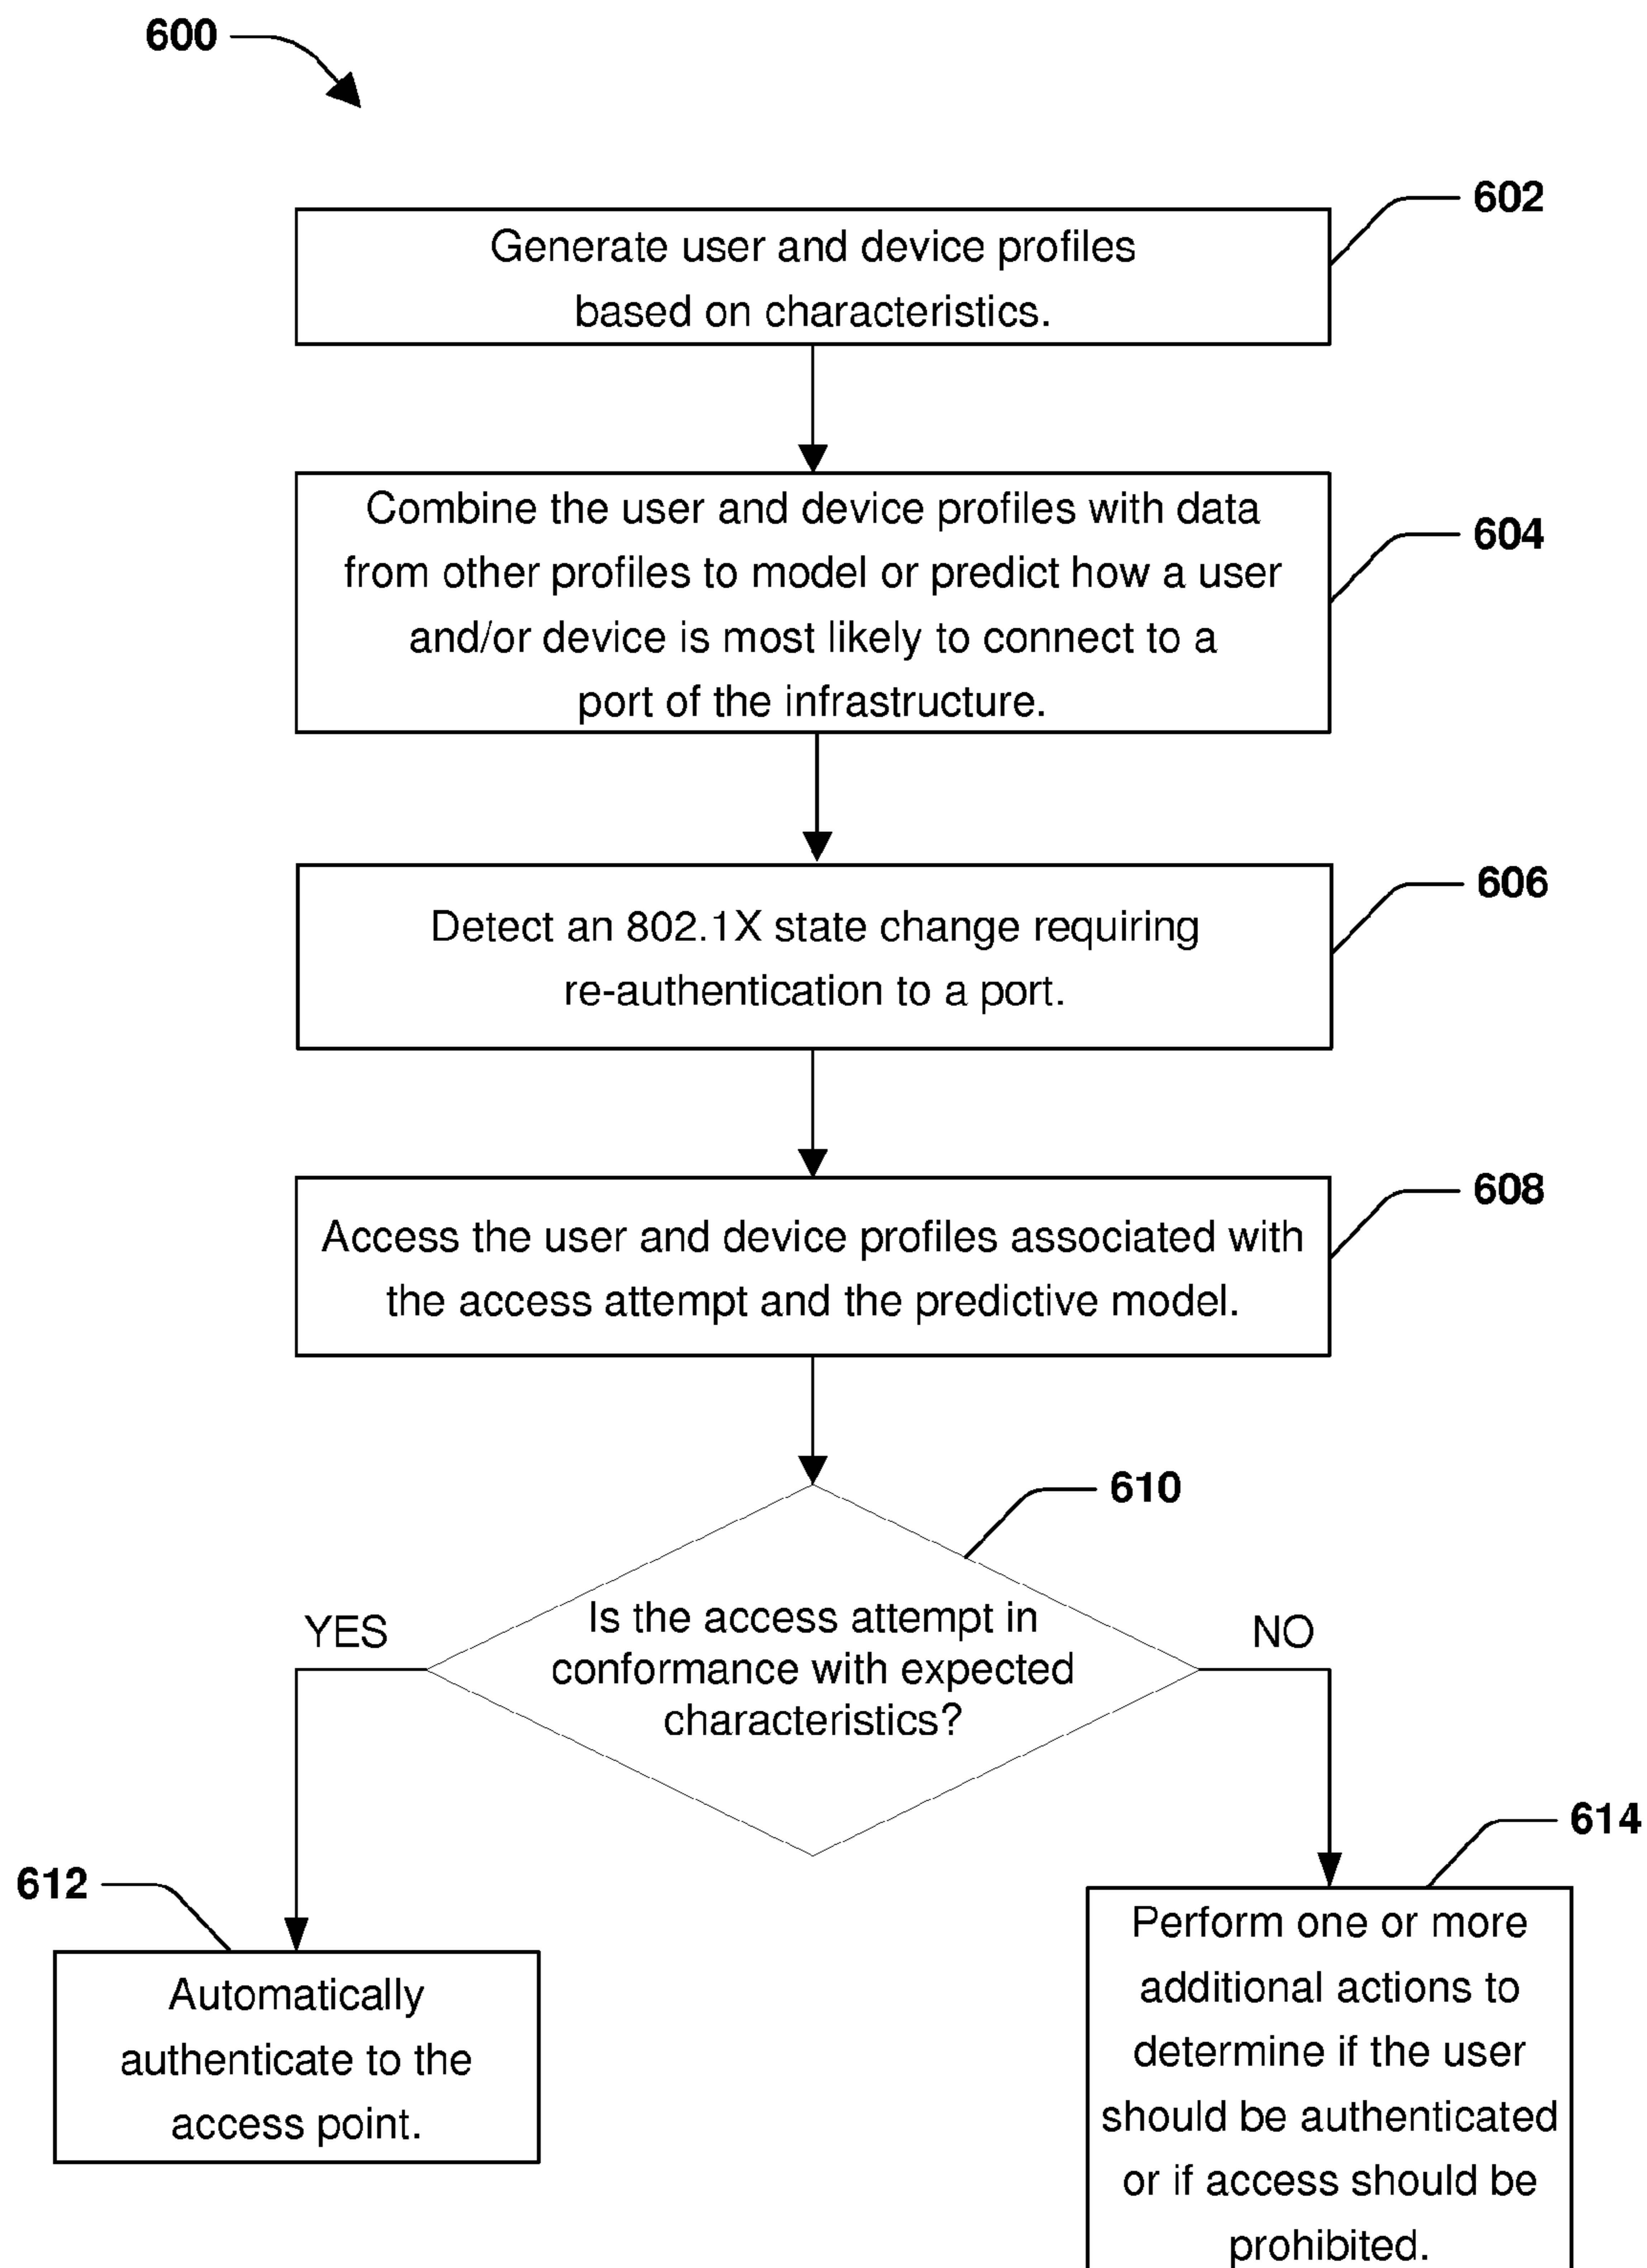 600
602
Generate user and device profiles
based on characteristics.
604
Combine the user and device profiles with data
from other profiles to model or predict how a user
and/or device is most likely to connect to a
port of the infrastructure.
606
Detect an 802.1X state change requiring
re-authentication to a port.
608
Access the user and device profiles associated with
the access attempt and the predictive model.
610
Is the access attempt in
conformance with expected
characteristics?
YES
NO
612
Automatically
authenticate to the
access point.
614
Perform one or more
additional actions to
determine if the user
should be authenticated
or if access should be
prohibited.